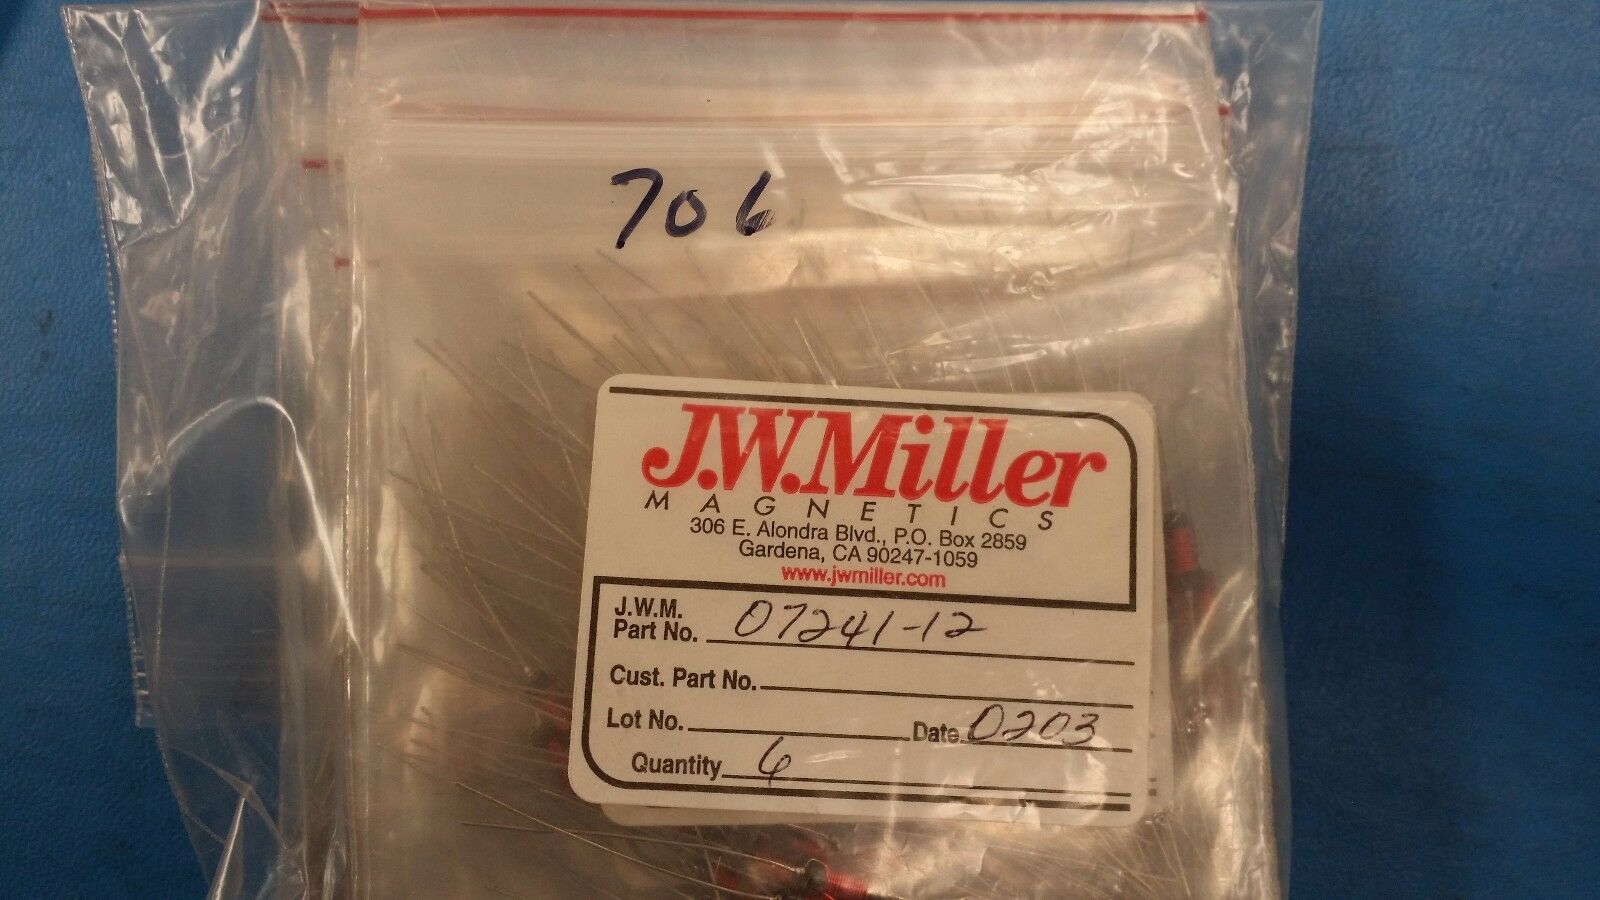 706
J.W.Miller
MAGNETICS
306 E. Alondra Blvd., P.O. Box 2859
Gardena, CA 90247-1059
www.jwmiller.com
J.W.M.
Part No. 07241-12
Cust. Part No.
Lot No. Date 0203
Quantity 6